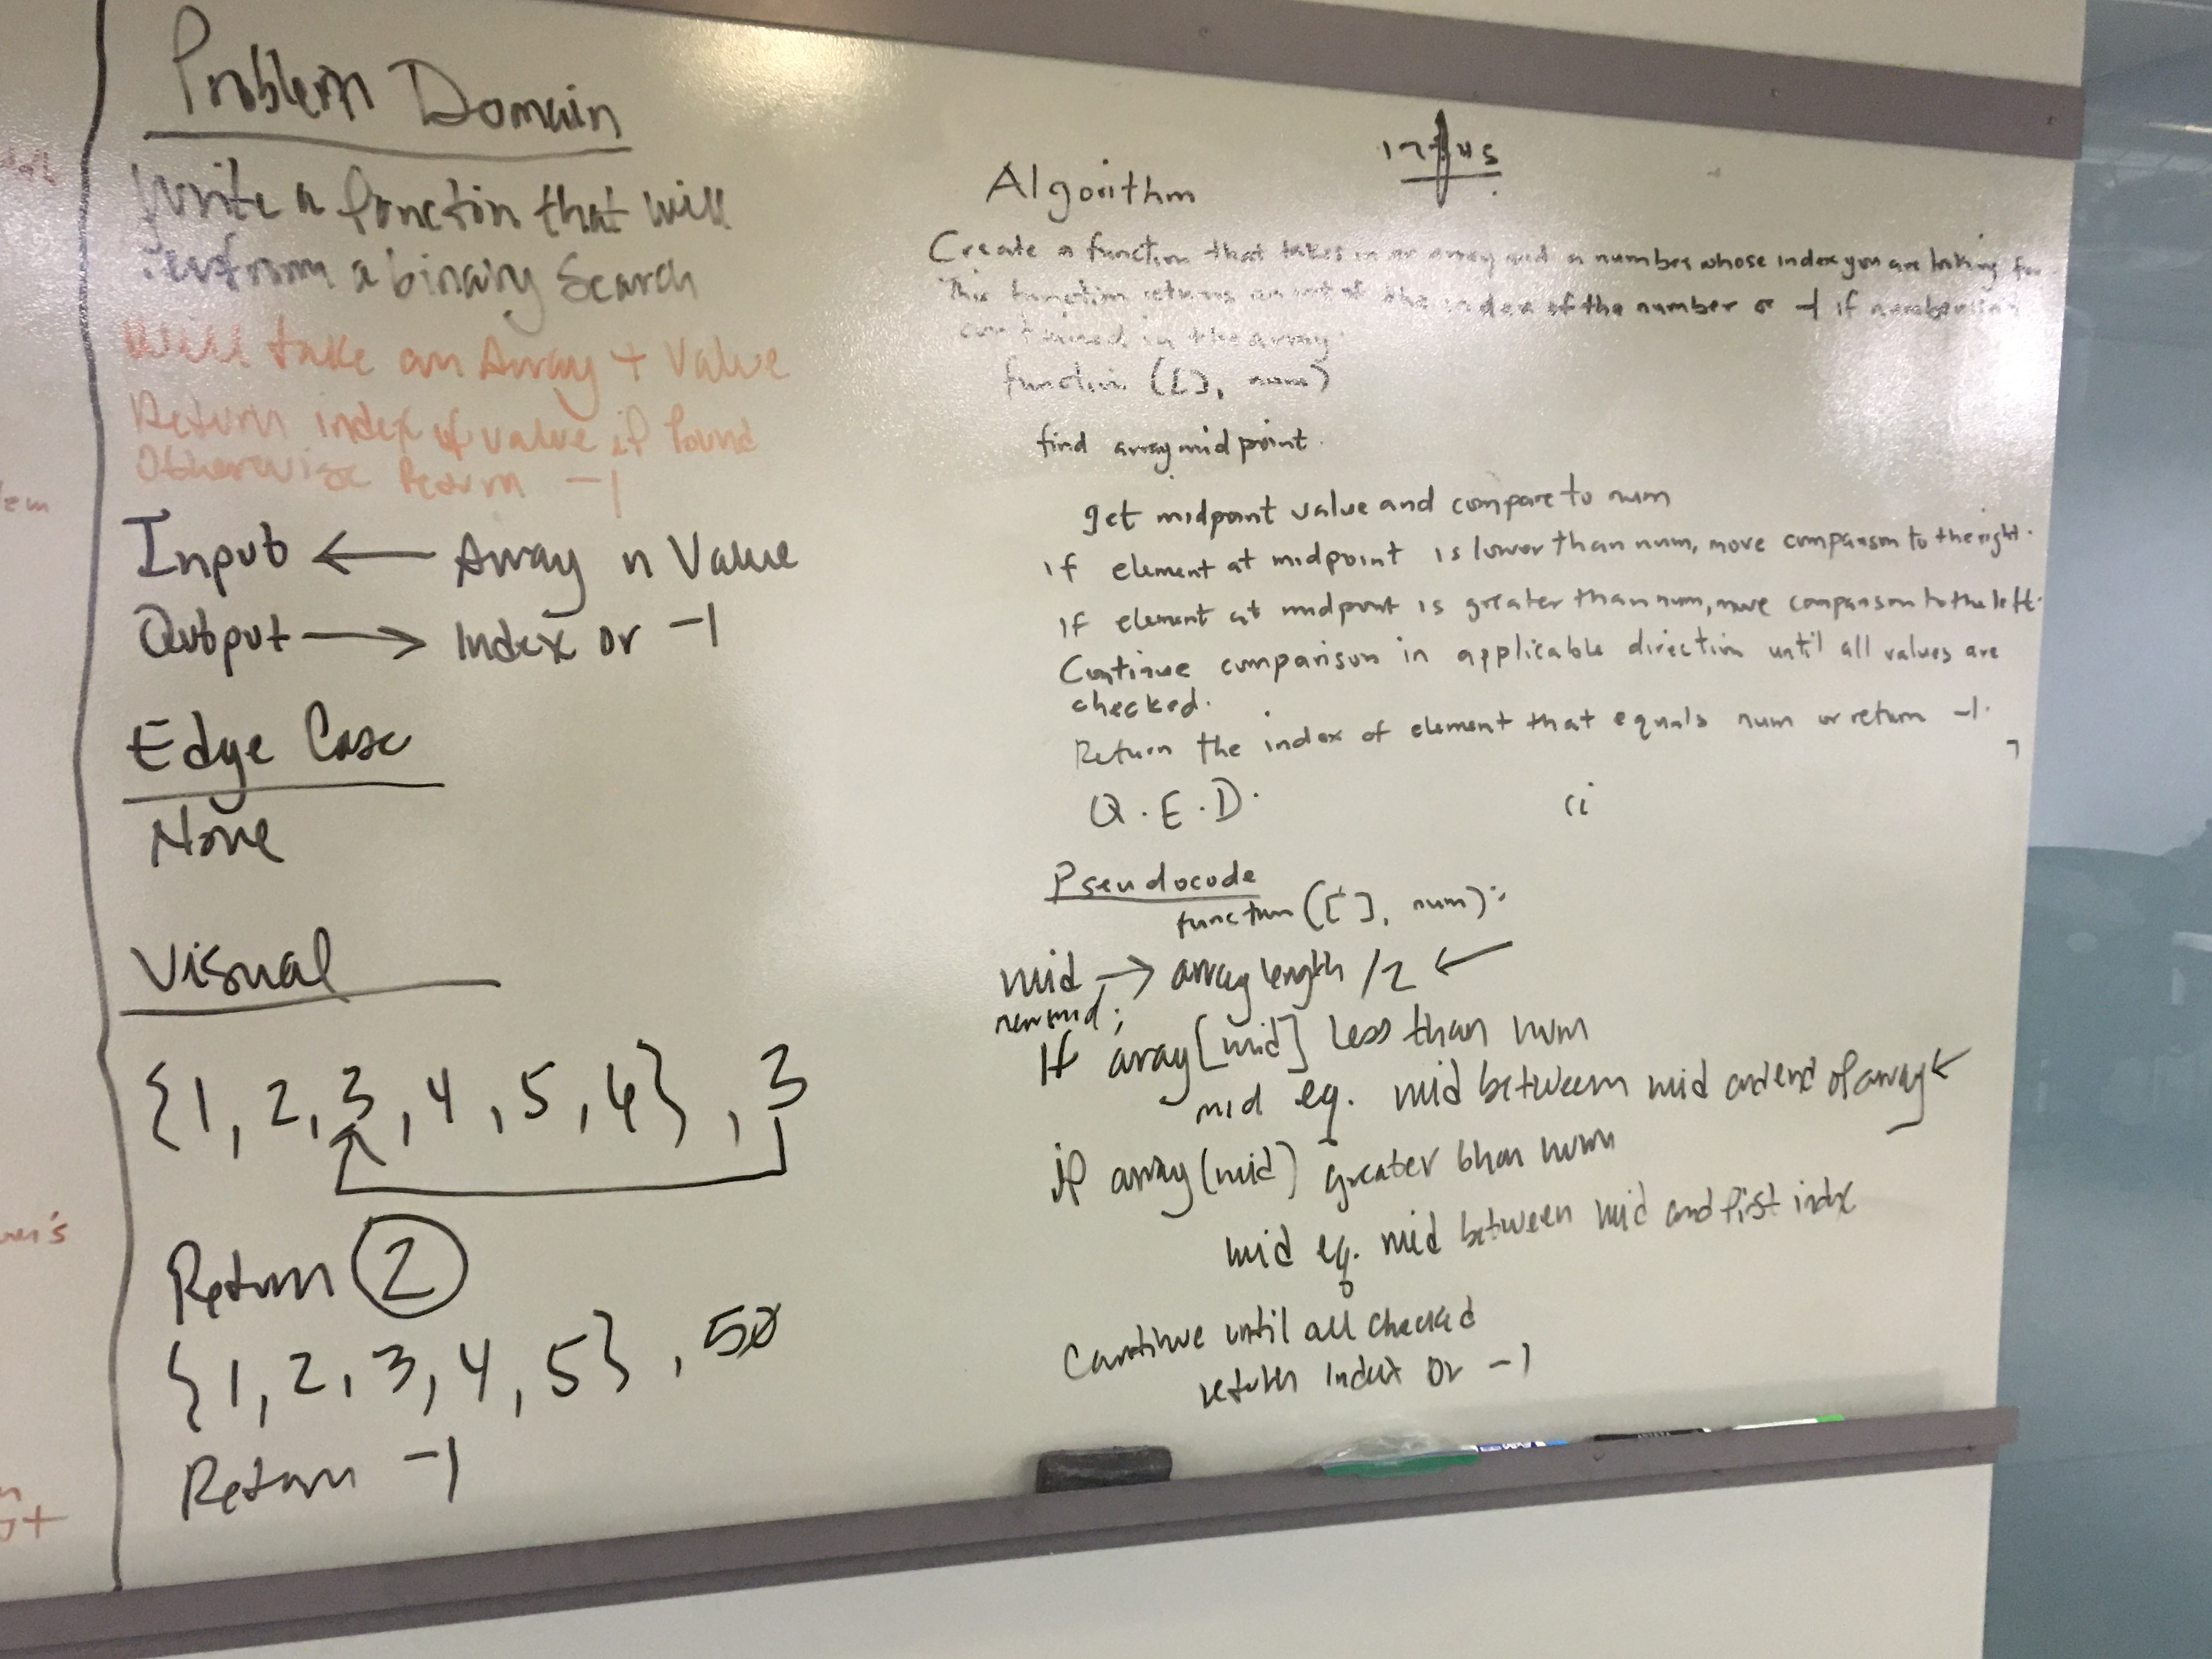 Problem Domain
Write a function that will
a binary Search
Will take an Array + Value
Return index of value if found
Otherwise Return -1
Input ← Array n Value
Output → Index or -1
Edge Case
None
Visual
{1, 2, 3, 4, 5, 6}, 3
Return 2
{1, 2, 3, 4, 5}, 50
Return -1
Algorithm
Create a function that takes in an array and a number whose index you are looking for
This function returns an int of the index of the number or -1 if number isn't
contained in the array.
function ([], num)
find array midpoint.
get midpoint value and compare to num
if element at midpoint is lower than num, move comparison to the right.
If element at midpoint is greater than num, move comparison to the left.
Continue comparison in applicable direction until all values are
checked.
Return the index of element that equals num or return -1.
Q.E.D.
Pseudocode
function ([], num):
mid → array length /2 ←
new mid;
If array[mid] less than num
mid eq. mid between mid and end of array ←
if array(mid) greater than num
mid eq. mid between mid and first index
Continue until all checked
return index or -1